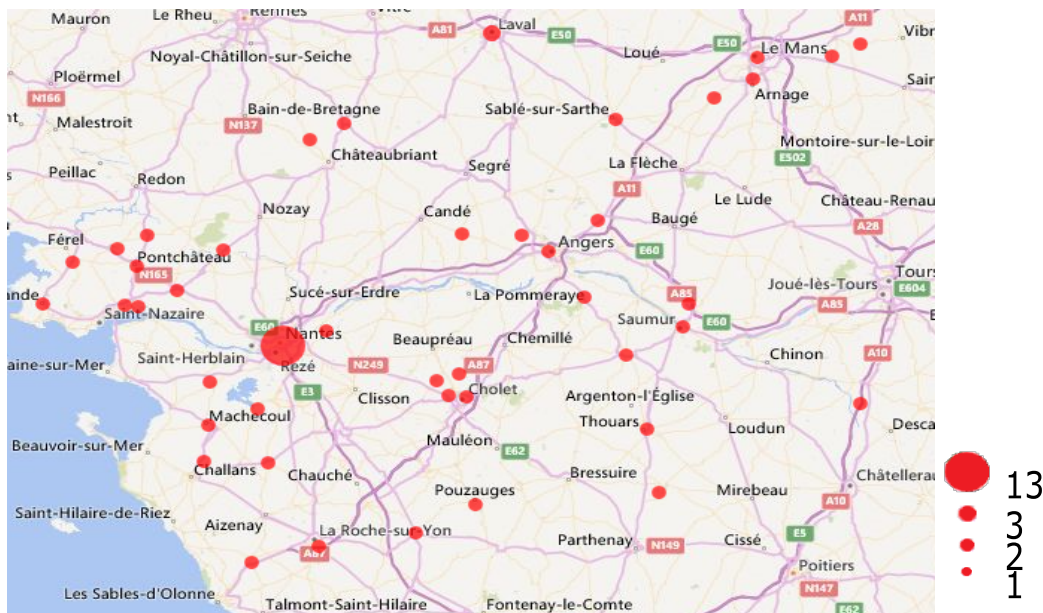 Mauron
Le Rheu
Rennes
A81
Laval
E50
Loué
E50
A11
Le Mans
Vibr
Noyal-Châtillon-sur-Seiche
Ploërmel
N166
Arnage
Sain
Malestroit
N137
Bain-de-Bretagne
Sablé-sur-Sarthe
Montoire-sur-le-Loir
Châteaubriant
Segré
La Flèche
E502
Peillac
Redon
A11
Le Lude
Château-Renau
Nozay
Candé
Baugé
A28
Férel
Pontchâteau
Angers
E60
Tours
N165
Sucé-sur-Erdre
La Pommeraye
A85
Joué-lès-Tours
E604
ande
Saint-Nazaire
A85
E60
Nantes
Saumur
E60
Saint-Herblain
Rezé
Beaupréau
Chemillé
A10
aine-sur-Mer
N249
A87
Chinon
E3
Clisson
Cholet
Argenton-l'Église
Machecoul
Thouars
Loudun
Desca
Beauvoir-sur-Mer
Mauléon
E62
Challans
Chauché
Bressuire
Châtellerau
Pouzauges
Mirebeau
A10
13
Saint-Hilaire-de-Riez
Aizenay
La Roche-sur-Yon
3
A87
Parthenay
N149
Cissé
E5
2
Poitiers
1
Les Sables-d'Olonne
Talmont-Saint-Hilaire
Fontenay-le-Comte
N147
E62